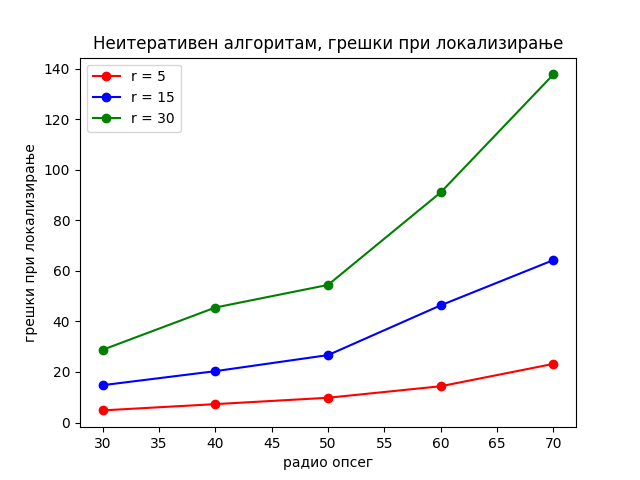 Неитеративен алгоритам, грешки при локализирање
r = 5
r = 15
r = 30
грешки при локализирање
140
120
100
80
60
40
20
0
30 35 40 45 50 55 60 65 70
радио опсег